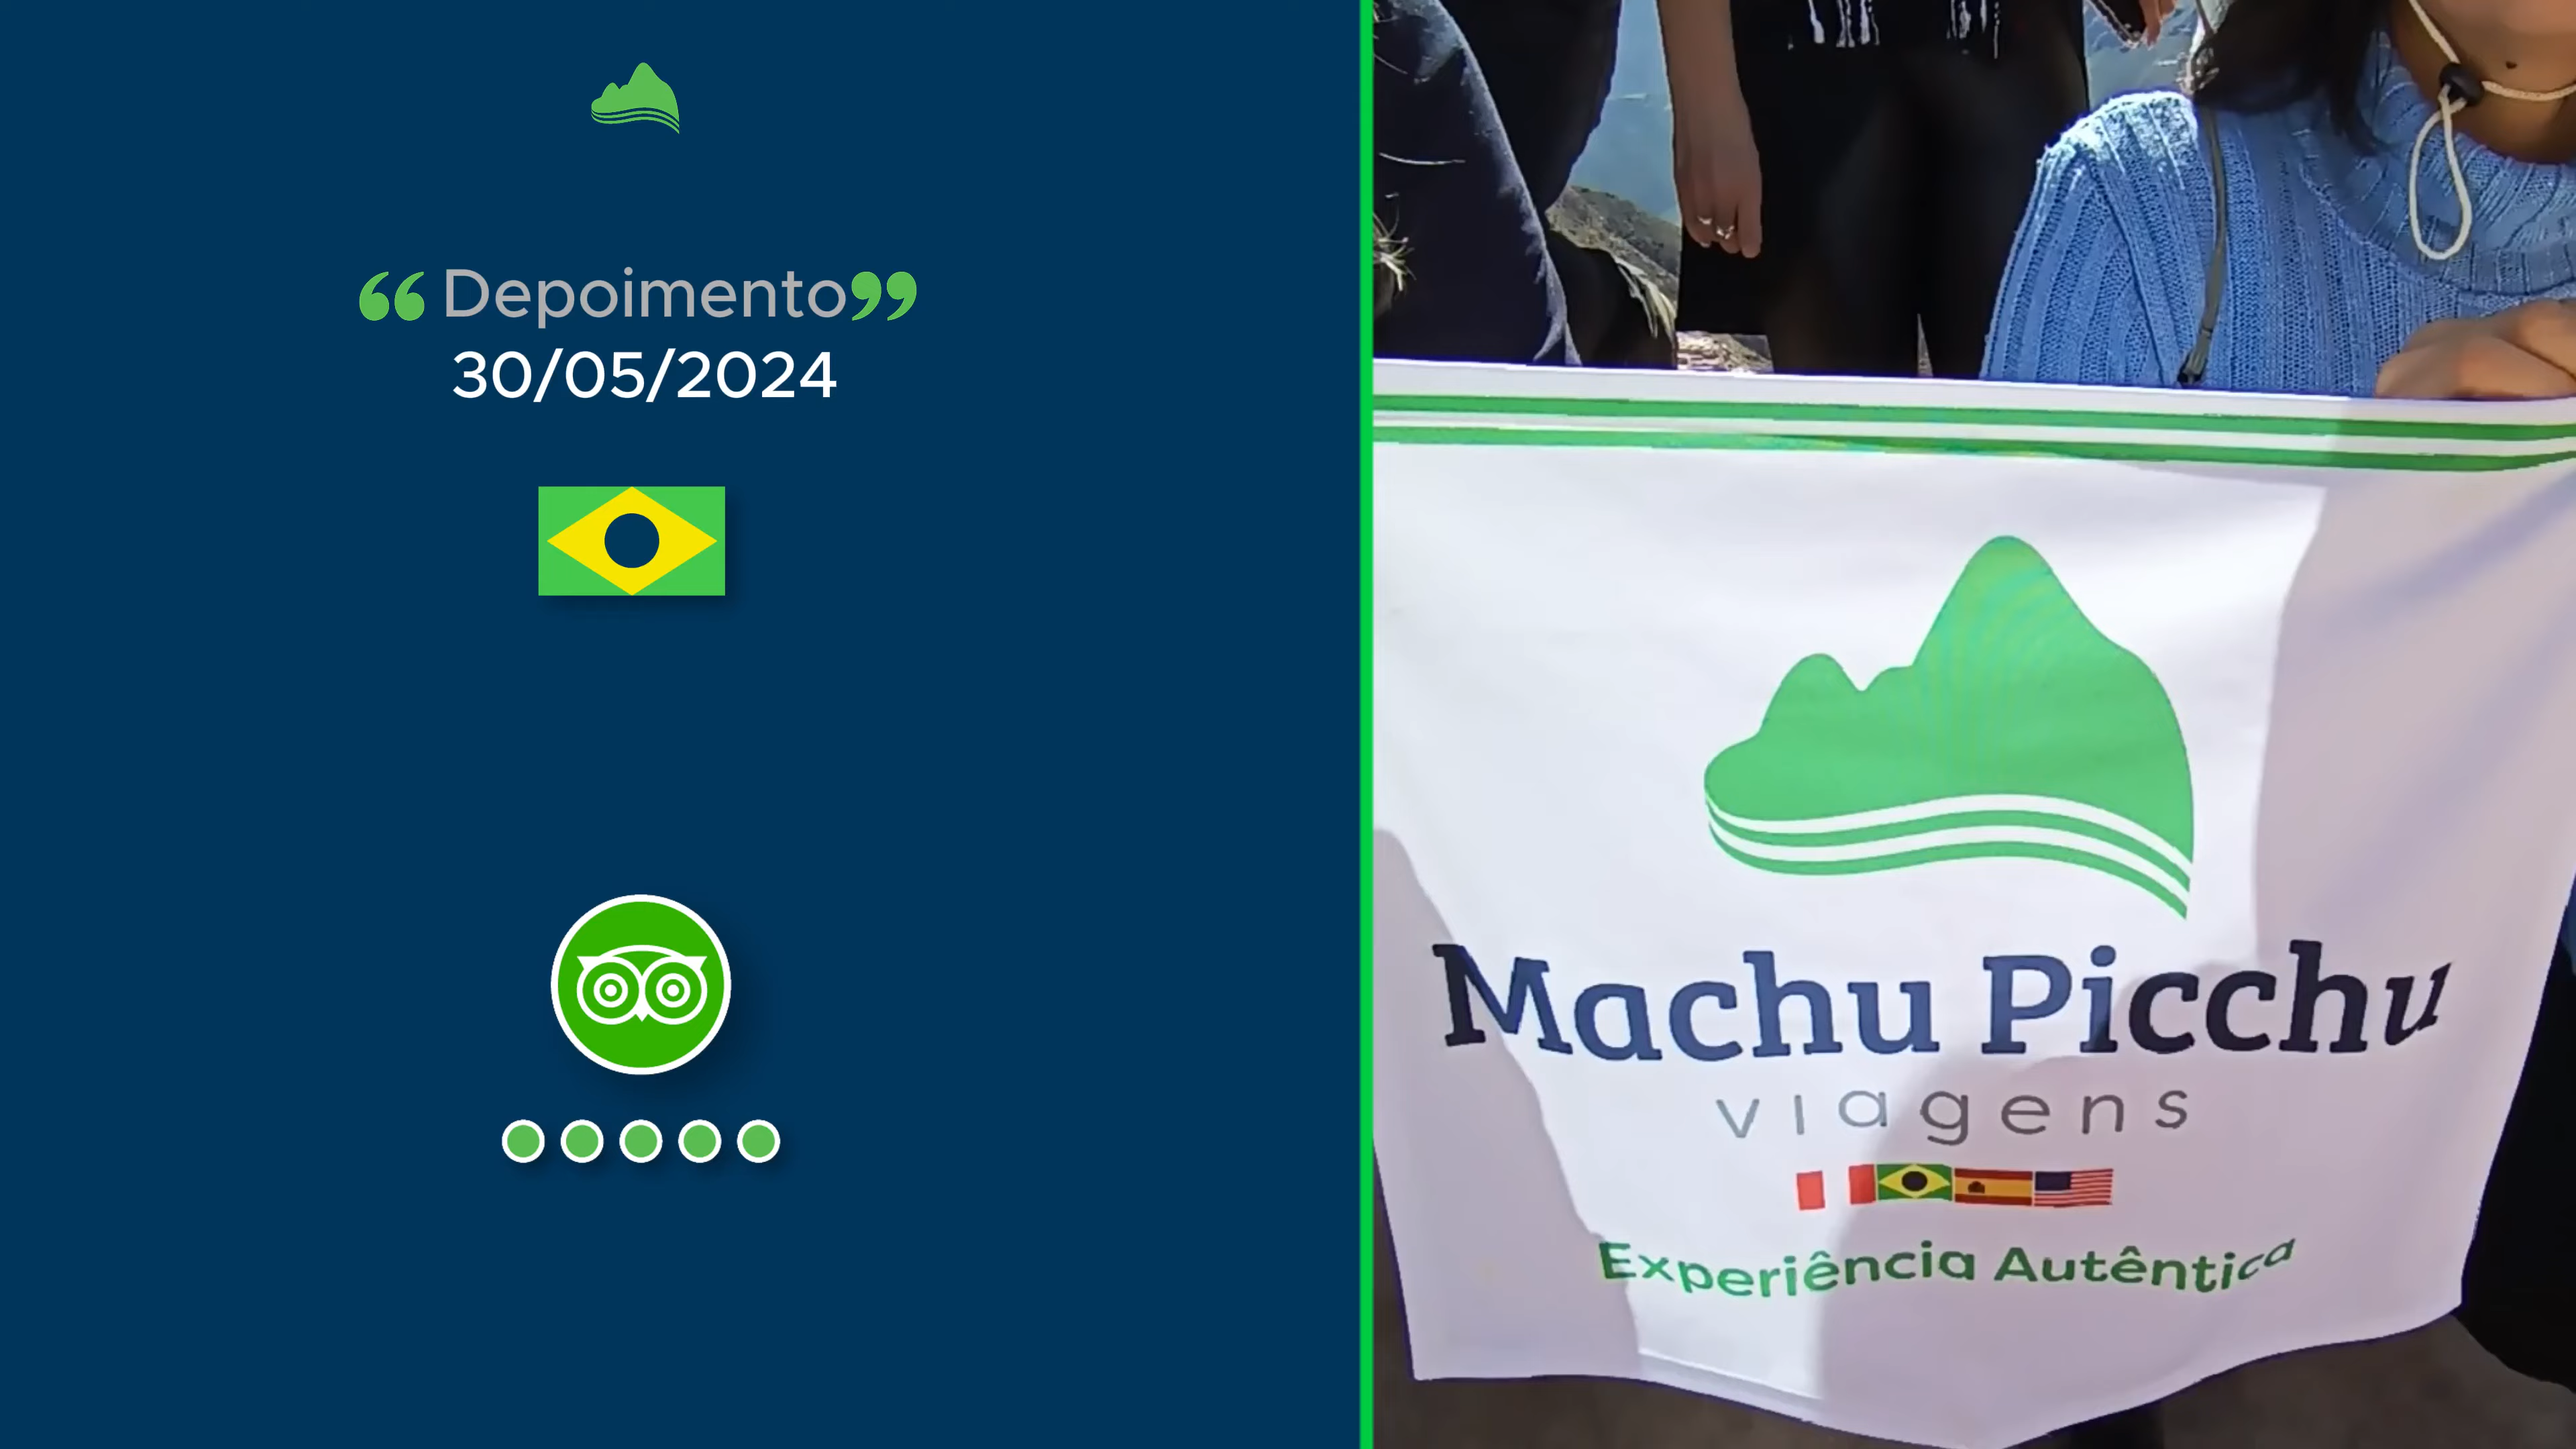 “ Depoimento”
30/05/2024
Machu Picchu
viagens
Experiência Autêntica